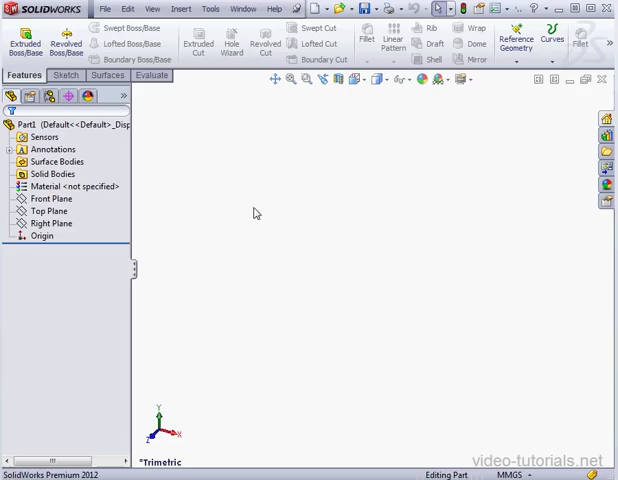 SOLIDWORKS File Edit View Insert Tools Window Help
Extruded Boss/Base
Revolved Boss/Base
Swept Boss/Base
Lofted Boss/Base
Boundary Boss/Base
Extruded Cut
Hole Wizard
Revolved Cut
Swept Cut
Lofted Cut
Boundary Cut
Fillet
Linear Pattern
Rib
Draft
Shell
Wrap
Dome
Mirror
Reference Geometry
Curves
Fillet
Features Sketch Surfaces Evaluate
Part1 (Default<<Default>_Disp
Sensors
Annotations
Surface Bodies
Solid Bodies
Material <not specified>
Front Plane
Top Plane
Right Plane
Origin
Y
Z
X
*Trimetric
video-tutorials.net
SolidWorks Premium 2012 Editing Part MMGS